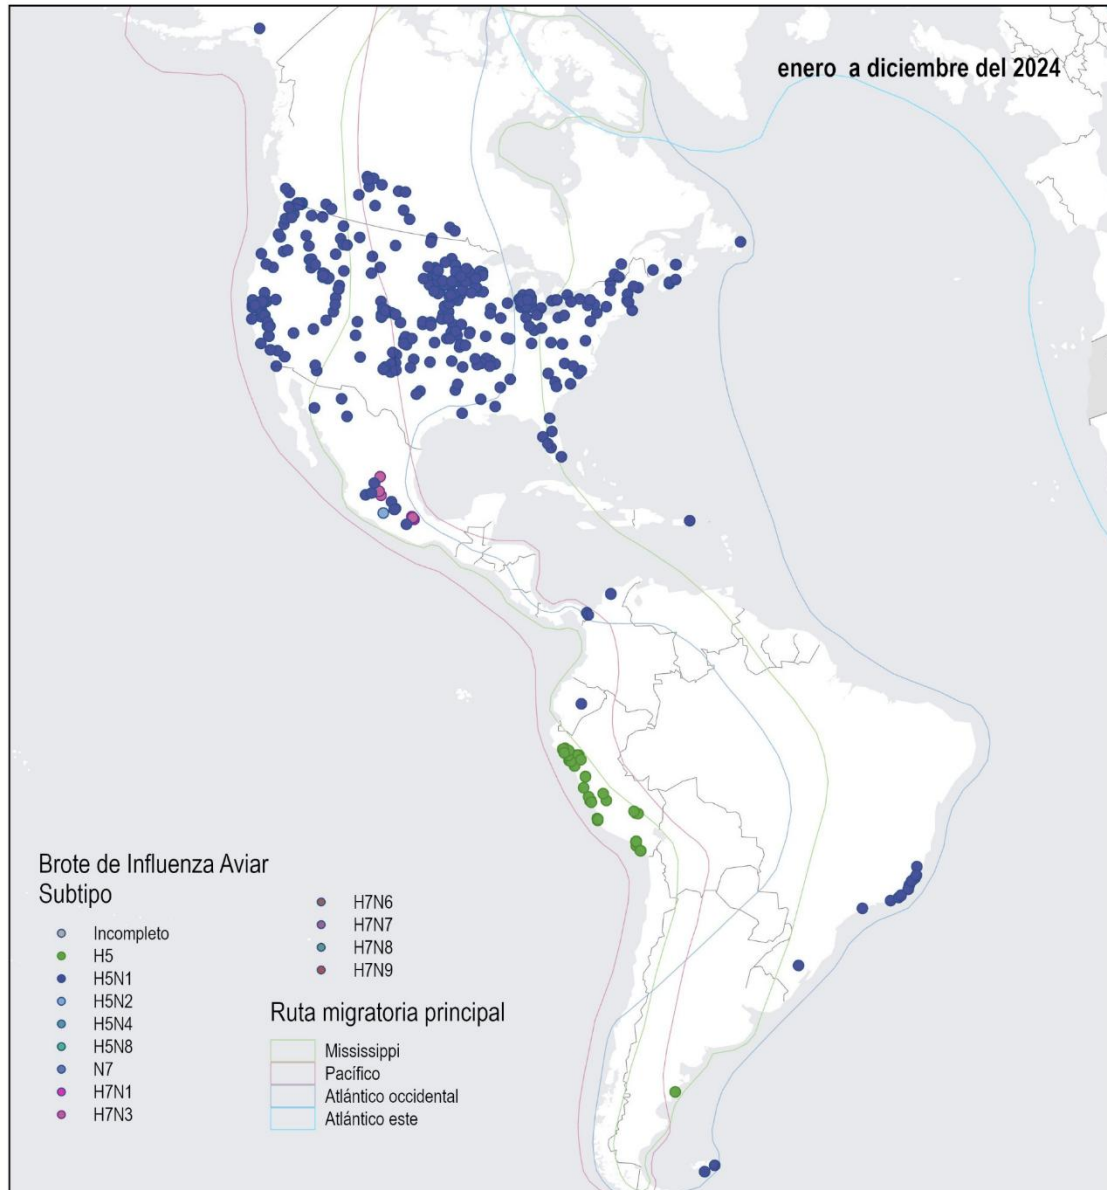 enero a diciembre del 2024
Brote de Influenza Aviar
Subtipo
Incompleto
H5
H5N1
H5N2
H5N4
H5N8
N7
H7N1
H7N3
H7N6
H7N7
H7N8
H7N9
Ruta migratoria principal
Mississippi
Pacífico
Atlántico occidental
Atlántico este